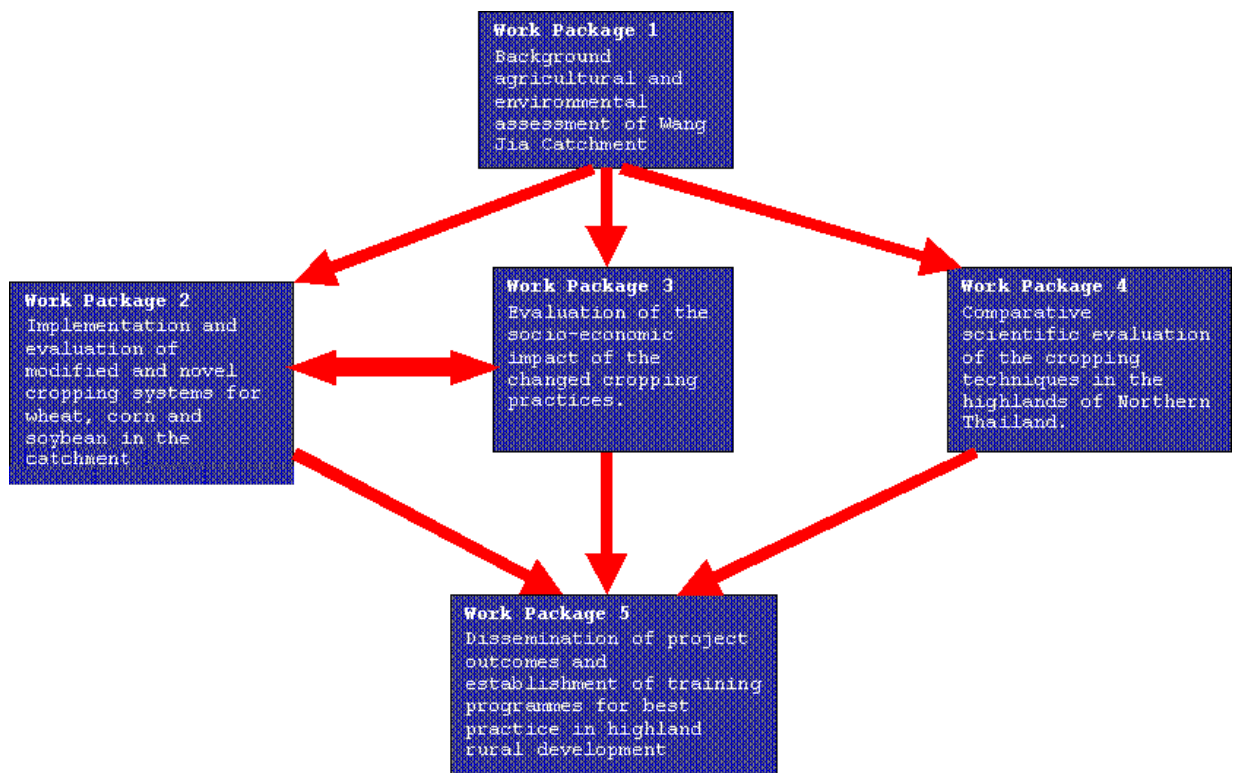 Work Package 1
Background
agricultural and
environmental
assessment of Wang
Jia Catchment
Work Package 2
Implementation and
evaluation of
modified and novel
cropping systems for
wheat, corn and
soybean in the
catchment
Work Package 3
Evaluation of the
socio-economic
impact of the
changed cropping
practices.
Work Package 4
Comparative
scientific evaluation
of the cropping
techniques in the
highlands of Northern
Thailand.
Work Package 5
Dissemination of project
outcomes and
establishment of training
programmes for best
practice in highland
rural development